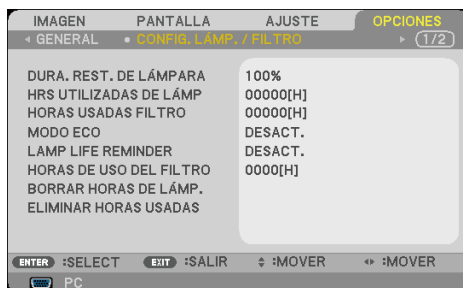 IMAGEN PANTALLA AJUSTE OPCIONES
GENERAL CONFIG. LÁMP. / FILTRO (1/2)
DURA. REST. DE LÁMPARA 100%
HRS UTILIZADAS DE LÁMP 00000[H]
HORAS USADAS FILTRO 00000[H]
MODO ECO DESACT.
LAMP LIFE REMINDER DESACT.
HORAS DE USO DEL FILTRO 0000[H]
BORRAR HORAS DE LÁMP.
ELIMINAR HORAS USADAS
ENTER :SELECT EXIT :SALIR :MOVER :MOVER
PC